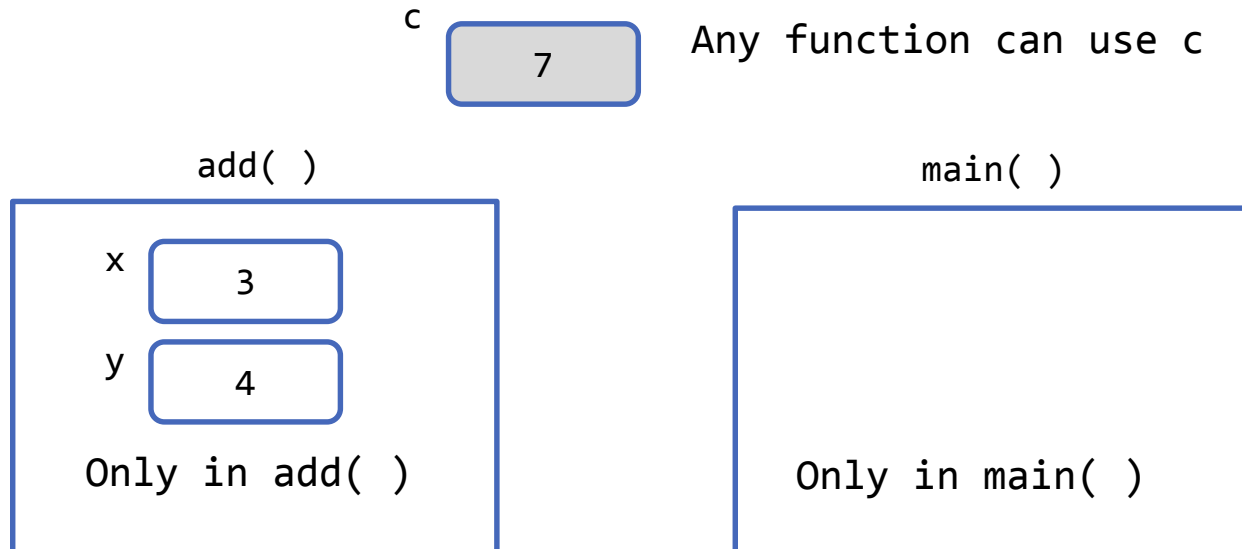 c
7
Any function can use c
add( )
x
3
y
4
Only in add( )
main( )
Only in main( )